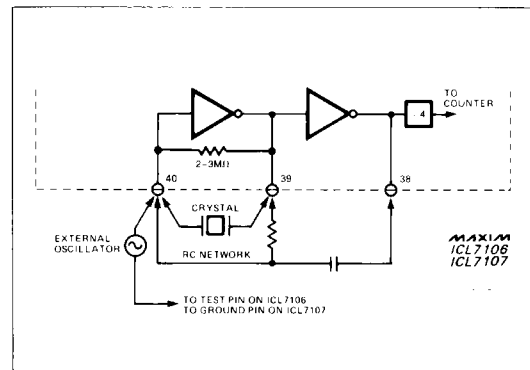 TO
COUNTER
÷4
2-3MΩ
40
39
38
CRYSTAL
EXTERNAL
OSCILLATOR
RC NETWORK
MAXIM
ICL7106
ICL7107
TO TEST PIN ON ICL7106
TO GROUND PIN ON ICL7107